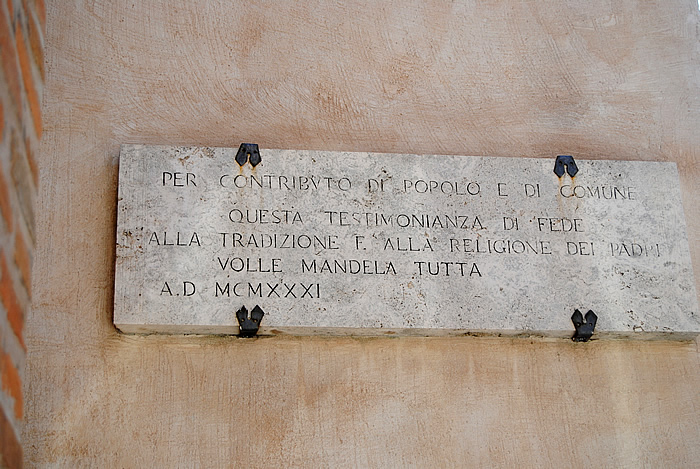 PER CONTRIBVTO DI POPOLO E DI COMUNE
QUESTA TESTIMONIANZA DI FEDE
ALLA TRADIZIONE E ALLA RELIGIONE DEI PADRI
VOLLE MANDELA TUTTA
A.D MCMXXXI